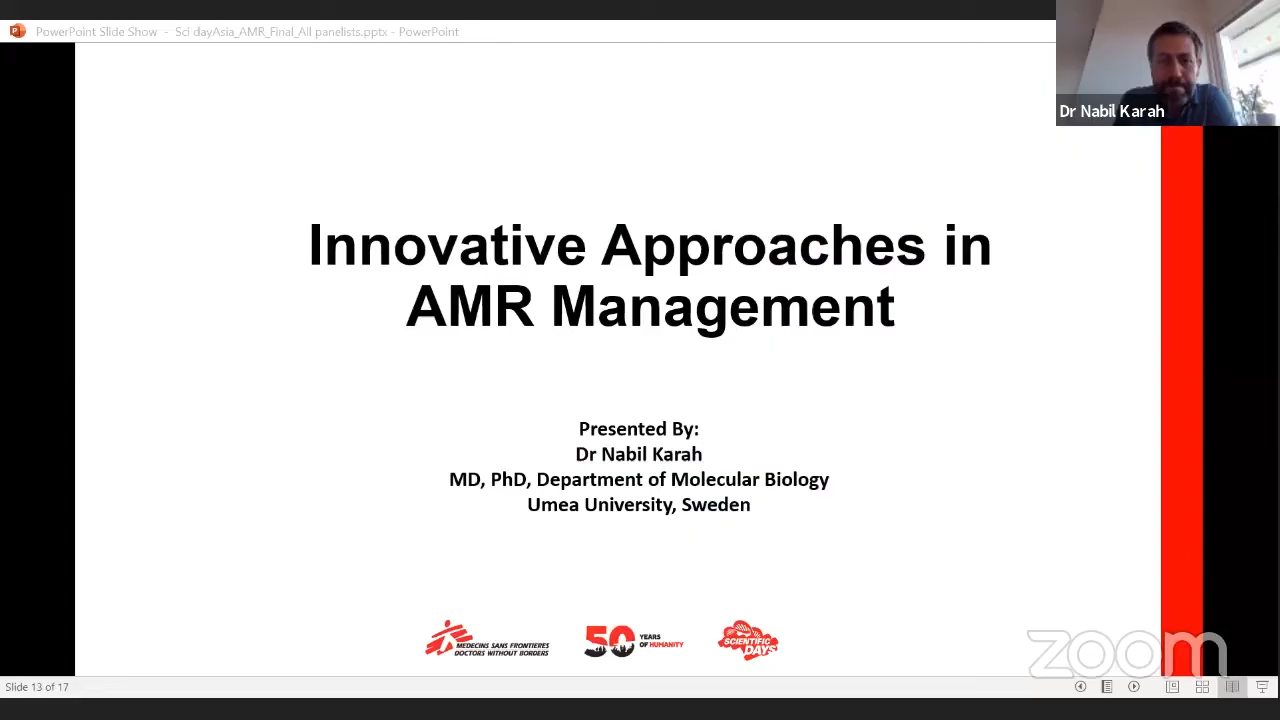 PowerPoint Slide Show - Sci dayAsia_AMR_Final_All panelists.pptx - PowerPoint
Dr Nabil Karah
Innovative Approaches in
AMR Management
Presented By:
Dr Nabil Karah
MD, PhD, Department of Molecular Biology
Umea University, Sweden
MEDECINS SANS FRONTIERES
DOCTORS WITHOUT BORDERS
50 YEARS
OF HUMANITY
SCIENTIFIC
DAYS
zoom
Slide 13 of 17